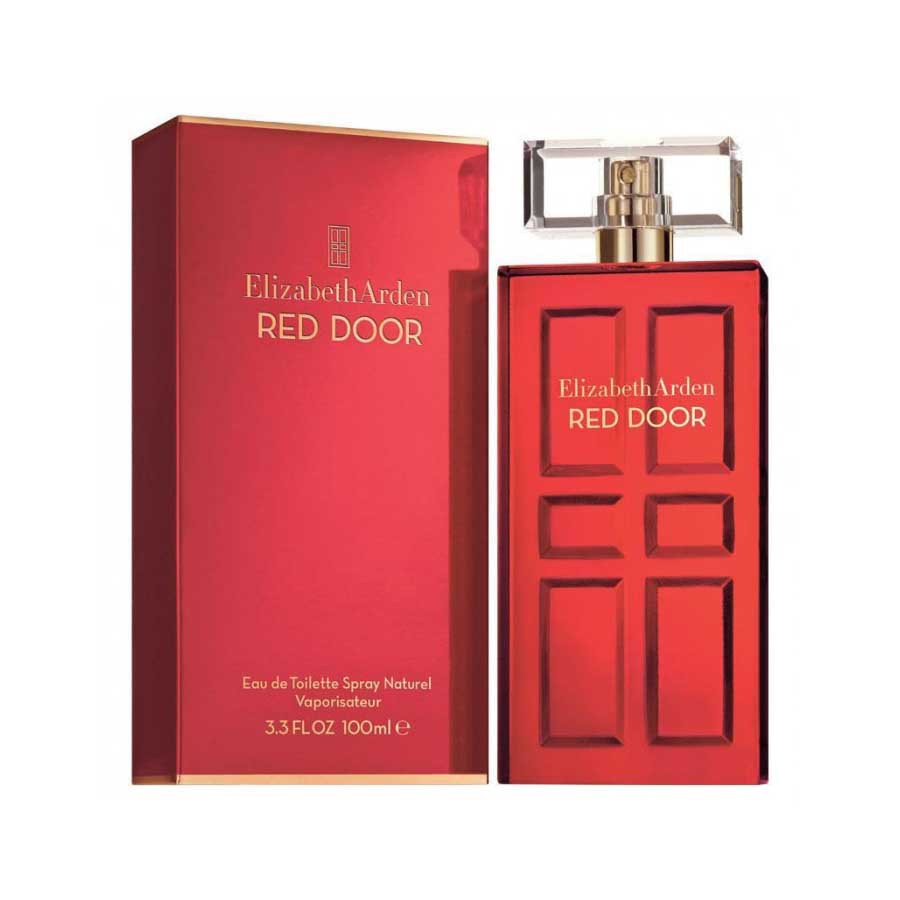 ElizabethArden
RED DOOR
Eau de Toilette Spray Naturel
Vaporisateur
3.3 FL OZ 100ml ℮
ElizabethArden
RED DOOR